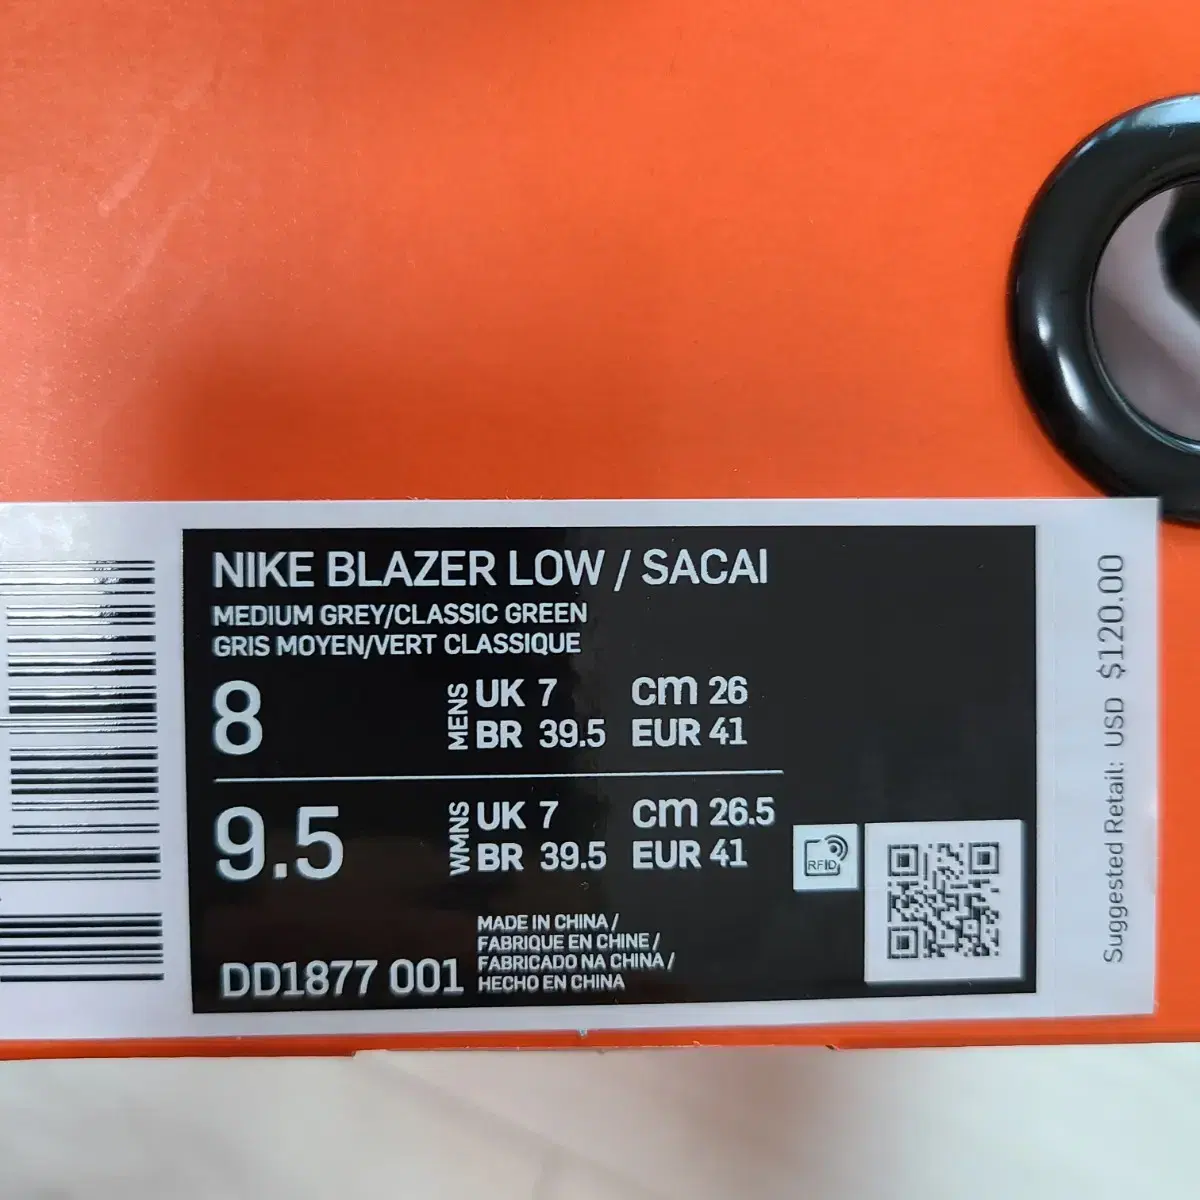 NIKE BLAZER LOW / SACAI
MEDIUM GREY/CLASSIC GREEN
GRIS MOYEN/VERT CLASSIQUE
8
MENS
UK 7 cm 26
BR 39.5 EUR 41
9.5
WMNS
UK 7 cm 26.5
BR 39.5 EUR 41
RFID
MADE IN CHINA /
FABRIQUE EN CHINE /
FABRICADO NA CHINA /
HECHO EN CHINA
DD1877 001
Suggested Retail: USD $120.00